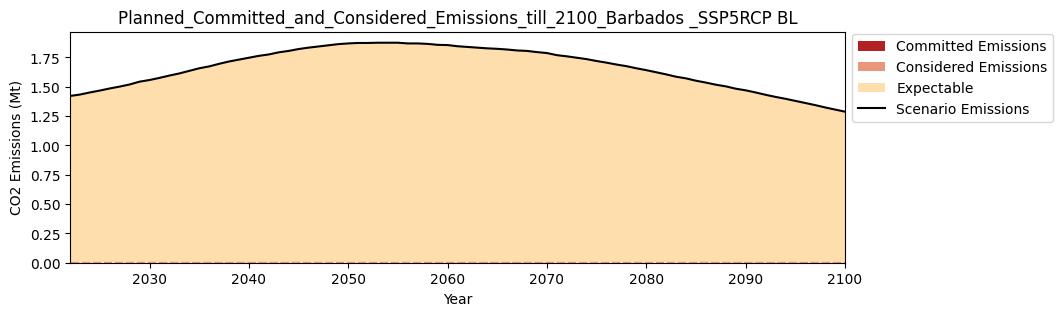 Planned_Committed_and_Considered_Emissions_till_2100_Barbados _SSP5RCP BL
Committed Emissions
Considered Emissions
Expectable
Scenario Emissions
CO2 Emissions (Mt)
1.75
1.50
1.25
1.00
0.75
0.50
0.25
0.00
2030 2040 2050 2060 2070 2080 2090 2100
Year